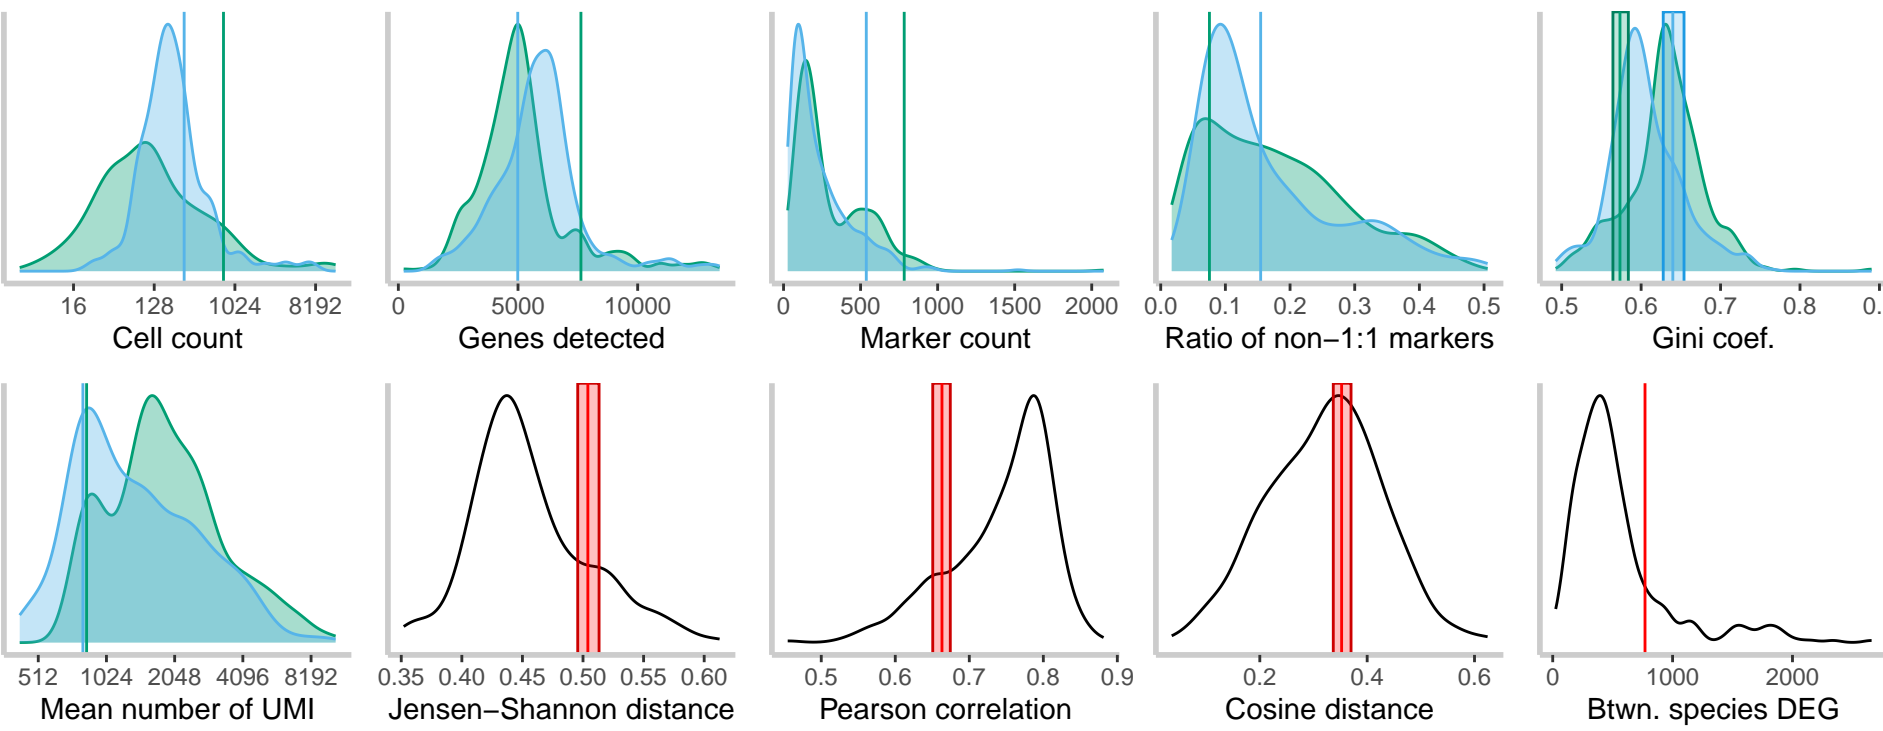 16 128 1024 8192
Cell count
0 5000 10000
Genes detected
0 500 1000 1500 2000
Marker count
0.0 0.1 0.2 0.3 0.4 0.5
Ratio of non−1:1 markers
0.5 0.6 0.7 0.8 0.
Gini coef.
512 1024 2048 4096 8192
Mean number of UMI
0.35 0.40 0.45 0.50 0.55 0.60
Jensen−Shannon distance
0.5 0.6 0.7 0.8 0.9
Pearson correlation
0.2 0.4 0.6
Cosine distance
0 1000 2000
Btwn. species DEG